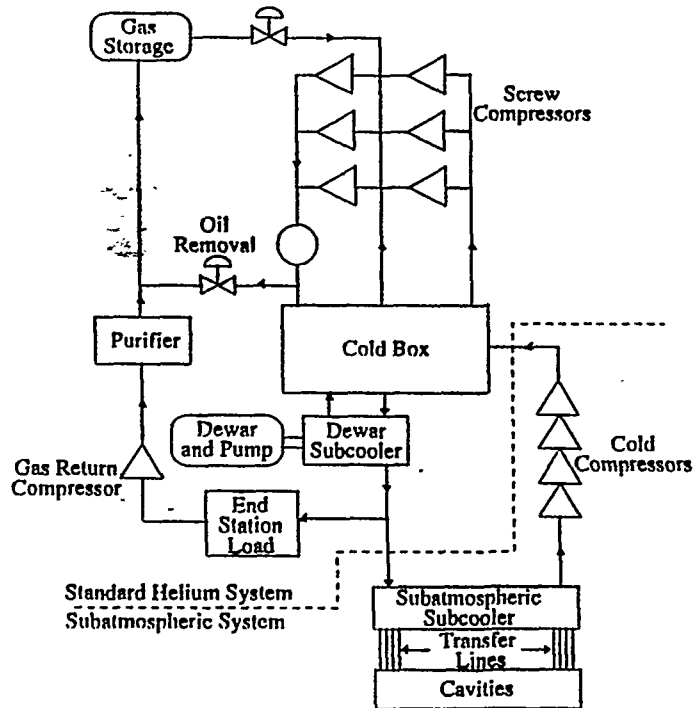 Gas
Storage
Screw
Compressors
Oil
Removal
Purifier
Cold Box
Dewar
and Pump
Dewar
Subcooler
Cold
Compressors
Gas Return
Compressor
End
Station
Load
Standard Helium System
Subatmospheric System
Subatmospheric
Subcooler
Transfer
Lines
Cavities